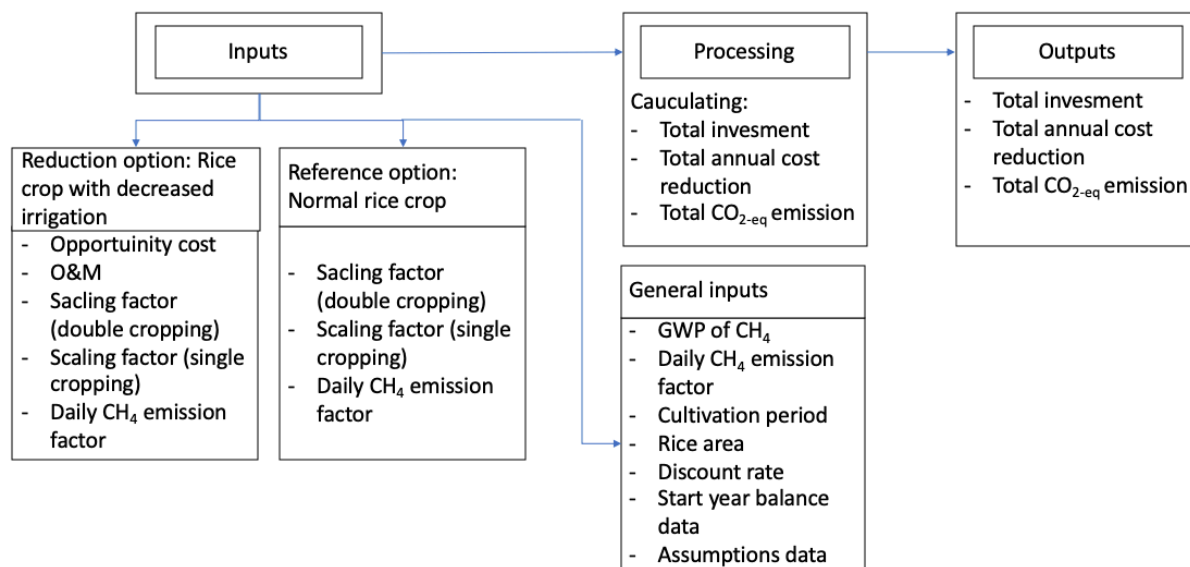 Inputs
Processing
Outputs
Cauculating:
- Total invesment
- Total annual cost
reduction
- Total CO₂₋eq emission
- Total invesment
- Total annual cost
reduction
- Total CO₂₋eq emission
Reduction option: Rice
crop with decreased
irrigation
- Opportuinity cost
- O&M
- Sacling factor
(double cropping)
- Scaling factor (single
cropping)
- Daily CH₄ emission
factor
Reference option:
Normal rice crop
- Sacling factor
(double cropping)
- Scaling factor (single
cropping)
- Daily CH₄ emission
factor
General inputs
- GWP of CH₄
- Daily CH₄ emission
factor
- Cultivation period
- Rice area
- Discount rate
- Start year balance
data
- Assumptions data